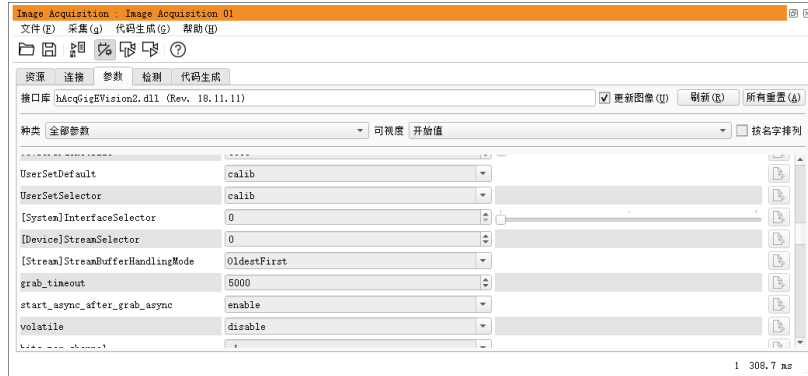 Image Acquisition : Image Acquisition 01
文件(F) 采集(a) 代码生成(G) 帮助(H)
资源 连接 参数 检测 代码生成
接口库 hAcqGigEVision2.dll (Rev. 18.11.11) 更新图像(U) 刷新(R) 所有重置(A)
种类 全部参数 可视度 开始值 按名字排列
UserSetDefault calib
UserSetSelector calib
[System]InterfaceSelector 0
[Device]StreamSelector 0
[Stream]StreamBufferHandlingMode OldestFirst
grab_timeout 5000
start_async_after_grab_async enable
volatile disable
1 308.7 ms